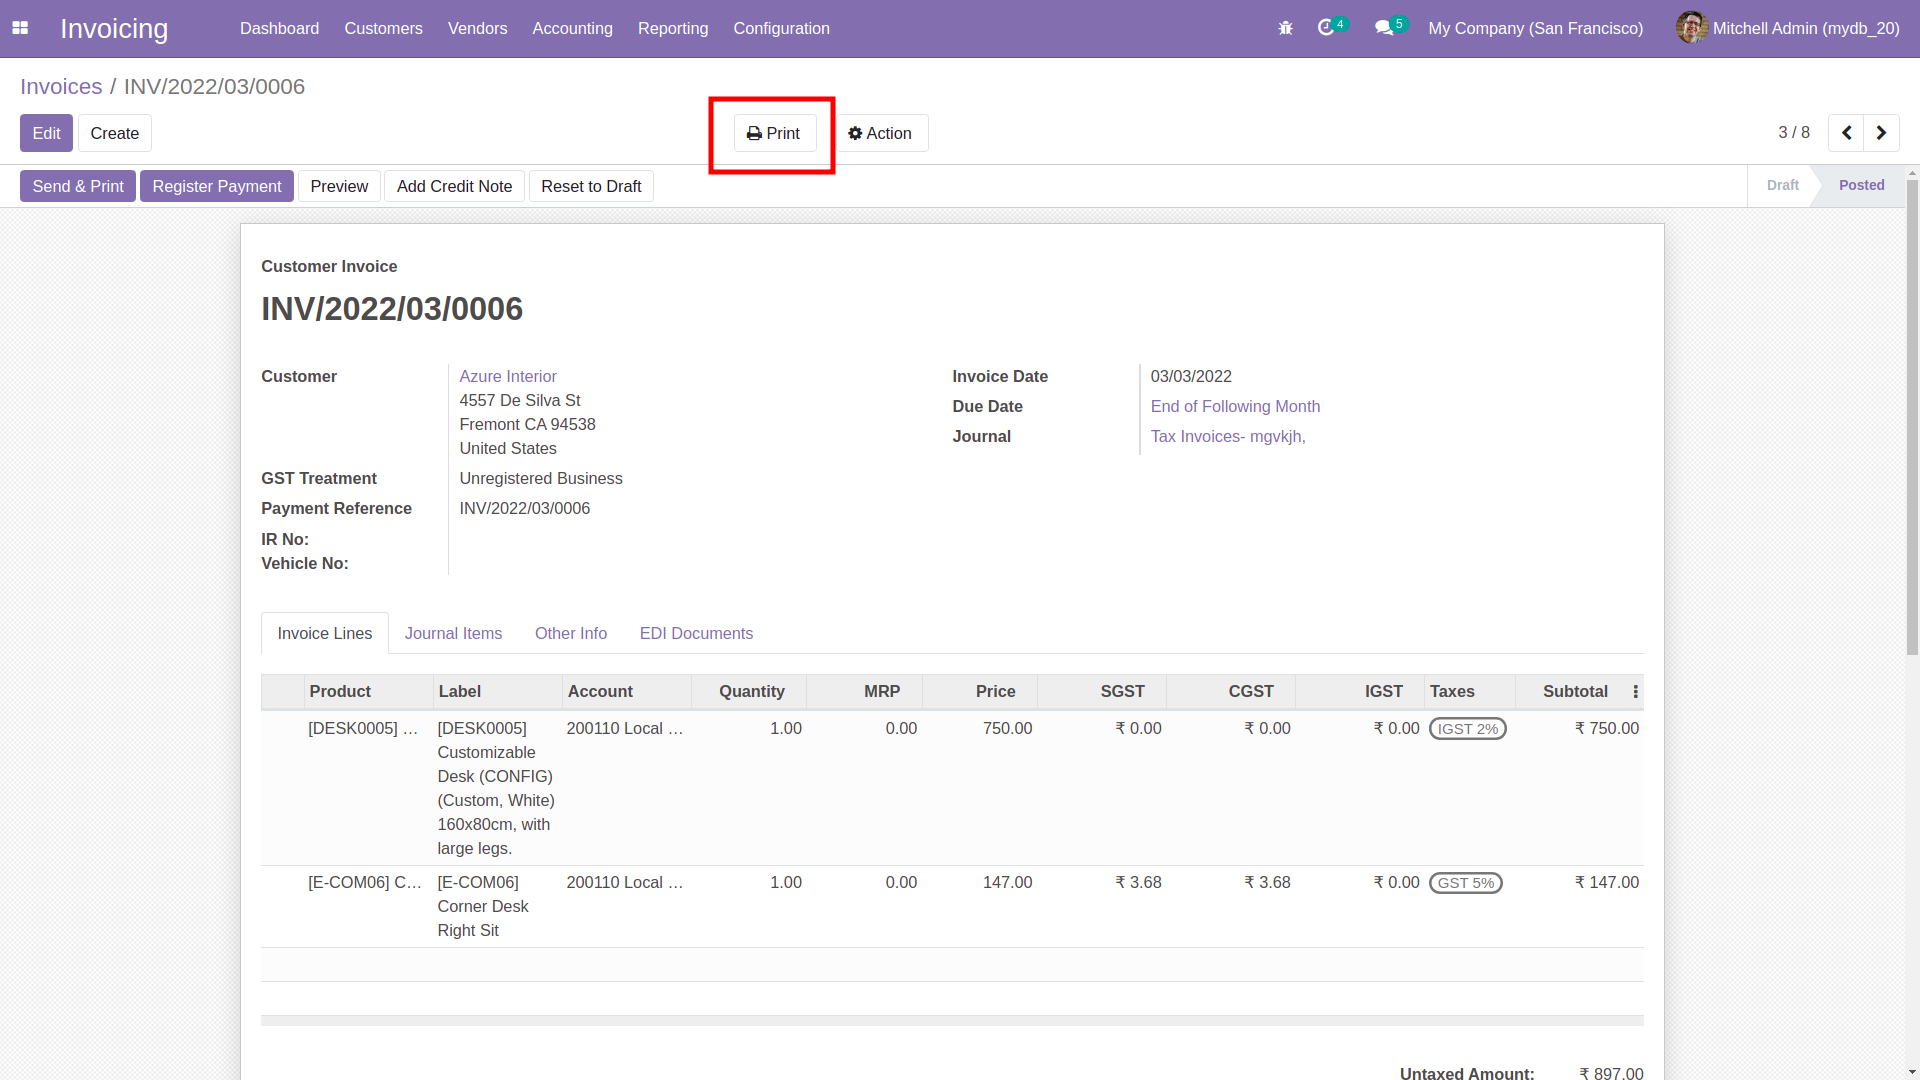 Invoicing
Dashboard Customers Vendors Accounting Reporting Configuration
4 5 My Company (San Francisco) Mitchell Admin (mydb_20)
Invoices / INV/2022/03/0006
Edit Create Print Action 3 / 8
Send & Print Register Payment Preview Add Credit Note Reset to Draft Draft Posted
Customer Invoice
INV/2022/03/0006
Customer Azure Interior Invoice Date 03/03/2022
4557 De Silva St Due Date End of Following Month
Fremont CA 94538 Journal Tax Invoices- mgvkjh,
United States
GST Treatment Unregistered Business
Payment Reference INV/2022/03/0006
IR No:
Vehicle No:
Invoice Lines Journal Items Other Info EDI Documents
Product Label Account Quantity MRP Price SGST CGST IGST Taxes Subtotal
[DESK0005] … [DESK0005] 200110 Local … 1.00 0.00 750.00 ₹ 0.00 ₹ 0.00 ₹ 0.00 IGST 2% ₹ 750.00
Customizable
Desk (CONFIG)
(Custom, White)
160x80cm, with
large legs.
[E-COM06] C… [E-COM06] 200110 Local … 1.00 0.00 147.00 ₹ 3.68 ₹ 3.68 ₹ 0.00 GST 5% ₹ 147.00
Corner Desk
Right Sit
Untaxed Amount: ₹ 897.00